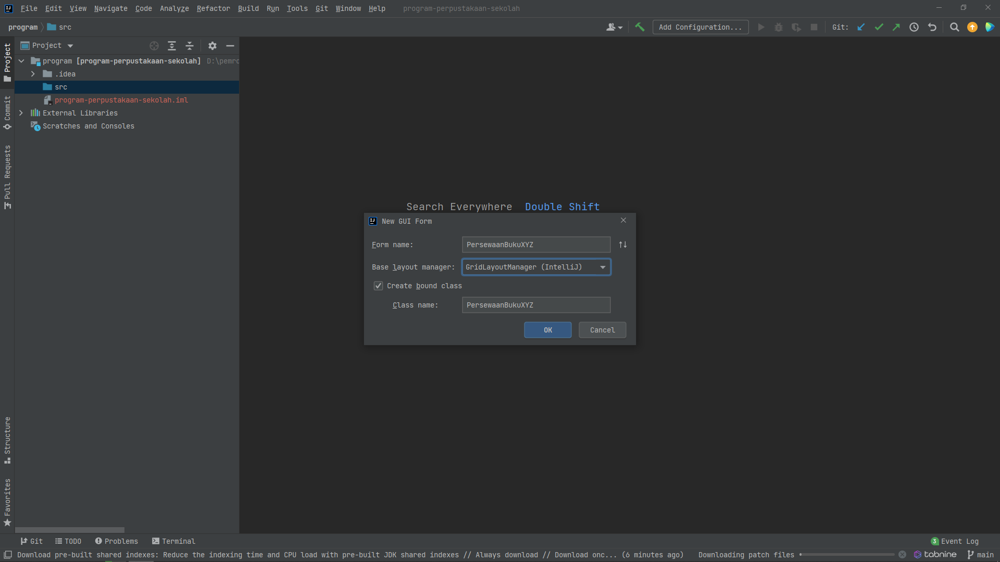 File Edit View Navigate Code Analyze Refactor Build Run Tools Git Window Help program-perpustakaan-sekolah
program src Add Configuration... Git:
Project
program [program-perpustakaan-sekolah] D:\pemro
.idea
src
program-perpustakaan-sekolah.iml
External Libraries
Scratches and Consoles
Project
Commit
Pull Requests
Structure
Favorites
Search Everywhere Double Shift
New GUI Form
Form name: PersewaanBukuXYZ
Base layout manager: GridLayoutManager (IntelliJ)
Create bound class
Class name: PersewaanBukuXYZ
OK Cancel
Git TODO Problems Terminal 3 Event Log
Download pre-built shared indexes: Reduce the indexing time and CPU load with pre-built JDK shared indexes // Always download // Download onc... (6 minutes ago) Downloading patch files tabnine main